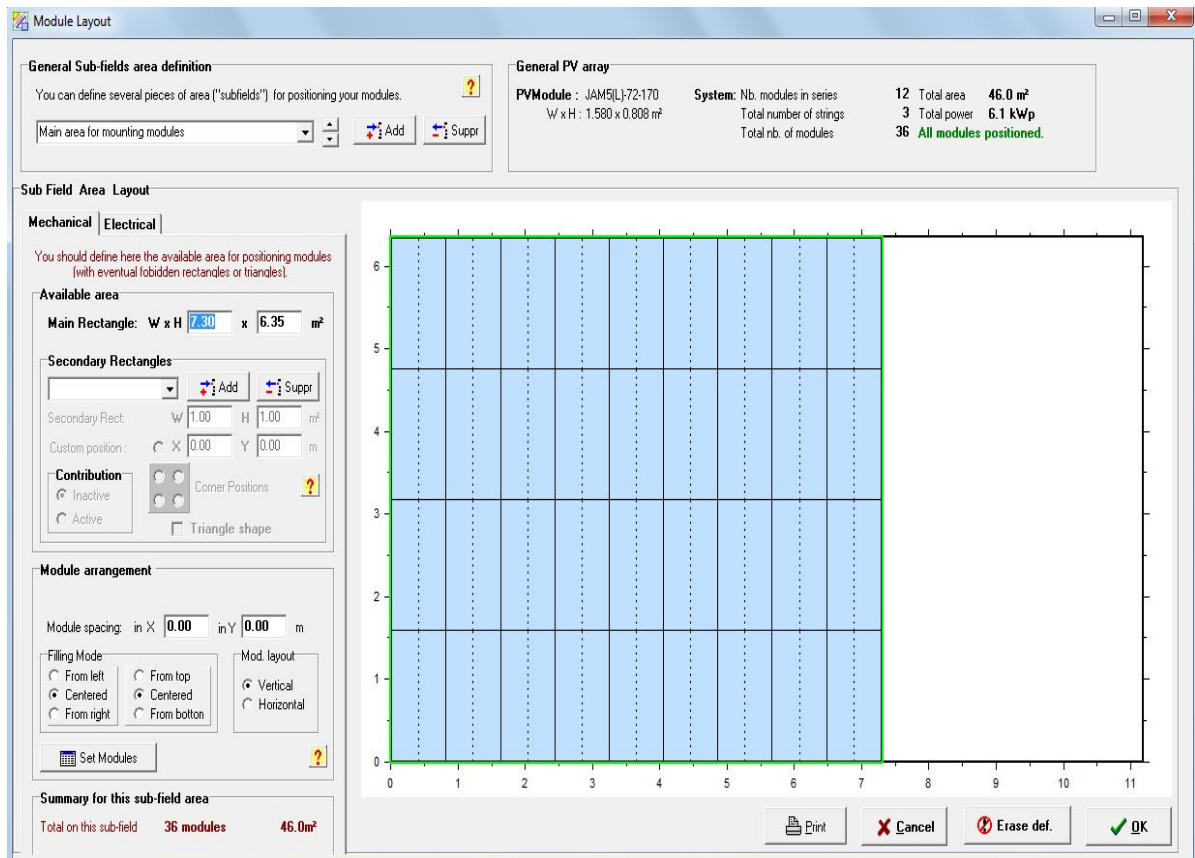 Module Layout
General Sub-fields area definition
You can define several pieces of area ("subfields") for positioning your modules.
?
Main area for mounting modules
Add
Suppr
General PV array
PVModule : JAM5(L)-72-170
W x H : 1.580 x 0.808 m²
System: Nb. modules in series 12
Total number of strings 3
Total nb. of modules 36
Total area 46.0 m²
Total power 6.1 kWp
All modules positioned.
Sub Field Area Layout
Mechanical
Electrical
You should define here the available area for positioning modules
(with eventual fobidden rectangles or triangles).
Available area
Main Rectangle: W x H 7.30 x 6.35 m²
Secondary Rectangles
Add
Suppr
Secondary Rect: W 1.00 H 1.00 m²
Custom position : X 0.00 Y 0.00 m
Contribution
Inactive
Active
Corner Positions
?
Triangle shape
Module arrangement
Module spacing: in X 0.00 in Y 0.00 m
Filling Mode
From left
Centered
From right
From top
Centered
From botton
Mod. layout
Vertical
Horizontal
Set Modules
?
Summary for this sub-field area
Total on this sub-field 36 modules 46.0m²
6
5
4
3
2
1
0
0 1 2 3 4 5 6 7 8 9 10 11
Print
Cancel
Erase def.
OK